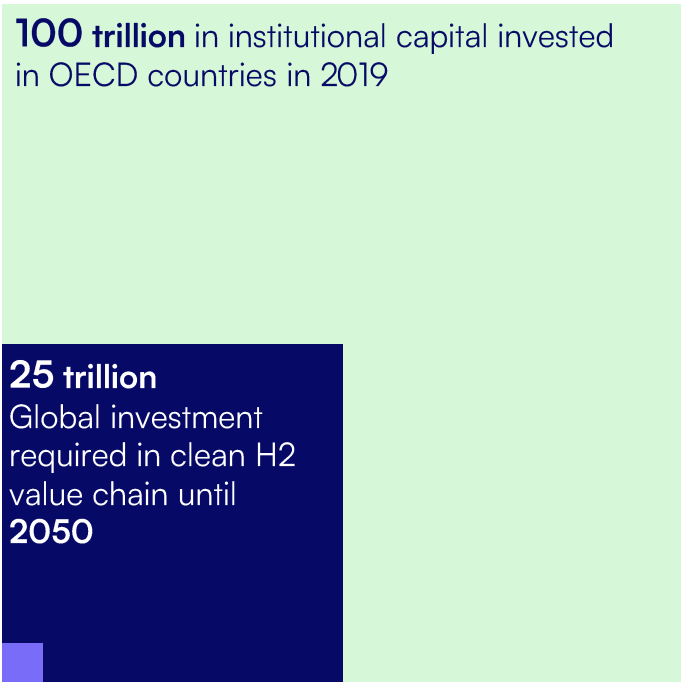 100 trillion in institutional capital invested
in OECD countries in 2019
25 trillion
Global investment
required in clean H2
value chain until
2050